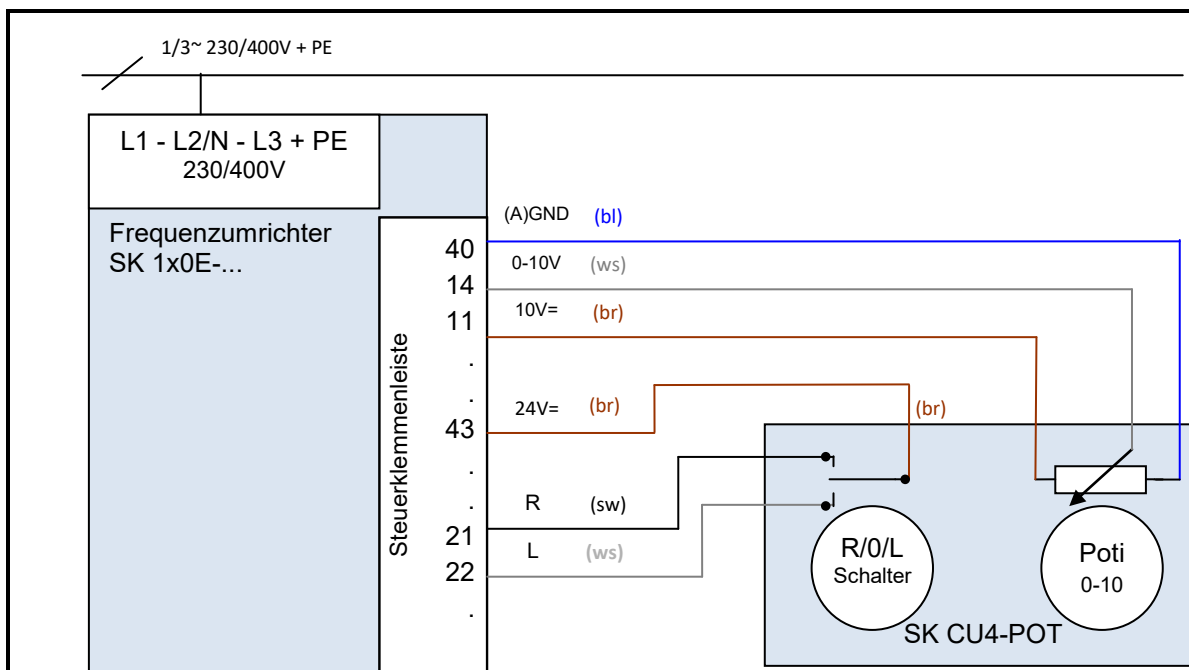 1/3~ 230/400V + PE
L1 - L2/N - L3 + PE
230/400V
Frequenzumrichter
SK 1x0E-...
Steuerklemmenleiste
(A)GND (bl)
40
0-10V (ws)
14
10V= (br)
11
.
.
24V= (br) (br)
43
.
.
R (sw)
21
L (ws)
22
.
R/0/L
Schalter
Poti
0-10
SK CU4-POT